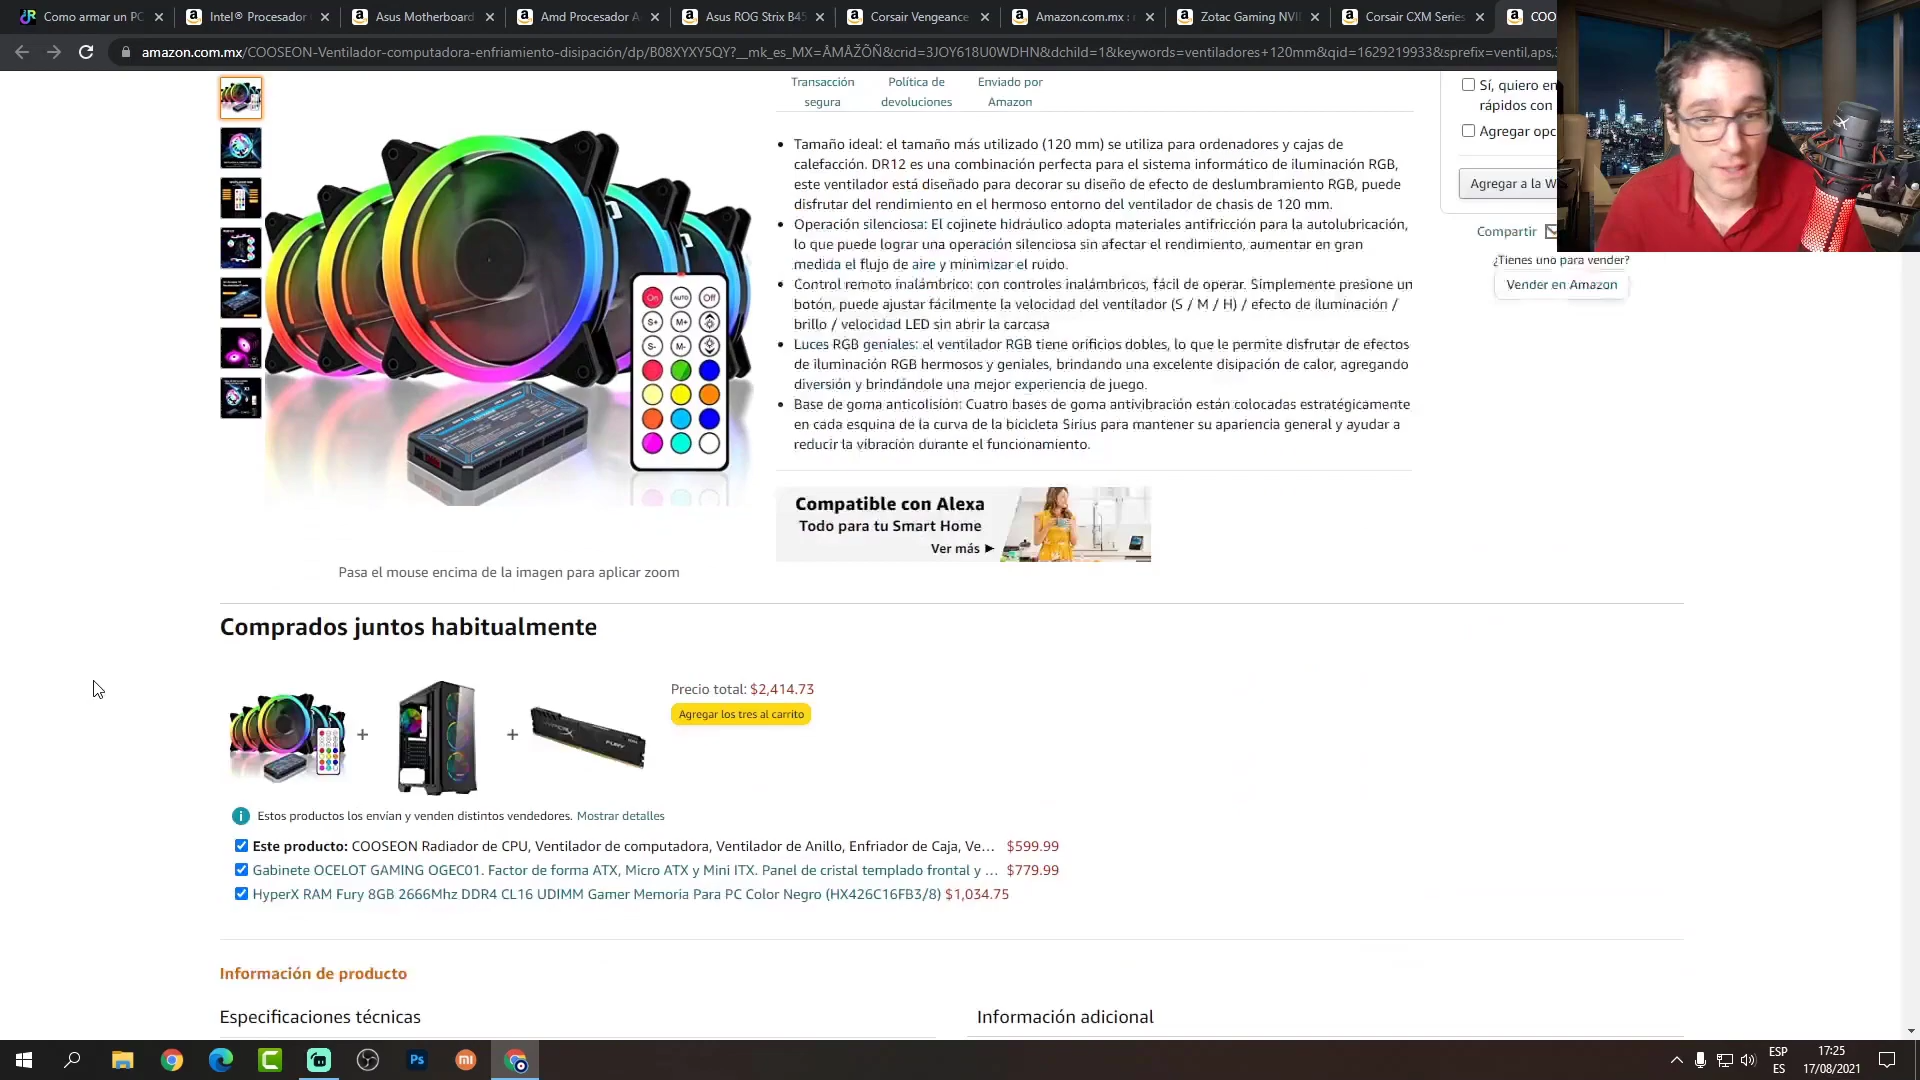 Como armar un PC
Intel® Procesador
Asus Motherboard
Amd Procesador A
Asus ROG Strix B45
Corsair Vengeance
Amazon.com.mx :
Zotac Gaming NVI
Corsair CXM Series
COO
amazon.com.mx/COOSEON-Ventilador-computadora-enfriamiento-disipación/dp/B08XYXY5QY?__mk_es_MX=ÅMÅŽÕÑ&crid=3JOY618U0WDHN&dchild=1&keywords=ventiladores+120mm&qid=1629219933&sprefix=ventil,aps,
Transacción
segura
Política de
devoluciones
Enviado por
Amazon
Tamaño ideal: el tamaño más utilizado (120 mm) se utiliza para ordenadores y cajas de
calefacción. DR12 es una combinación perfecta para el sistema informático de iluminación RGB,
este ventilador está diseñado para decorar su diseño de efecto de deslumbramiento RGB, puede
disfrutar del rendimiento en el hermoso entorno del ventilador de chasis de 120 mm.
Operación silenciosa: El cojinete hidráulico adopta materiales antifricción para la autolubricación,
lo que puede lograr una operación silenciosa sin afectar el rendimiento, aumentar en gran
medida el flujo de aire y minimizar el ruido.
Control remoto inalámbrico: con controles inalámbricos, fácil de operar. Simplemente presione un
botón, puede ajustar fácilmente la velocidad del ventilador (S / M / H) / efecto de iluminación /
brillo / velocidad LED sin abrir la carcasa
Luces RGB geniales: el ventilador RGB tiene orificios dobles, lo que le permite disfrutar de efectos
de iluminación RGB hermosos y geniales, brindando una excelente disipación de calor, agregando
diversión y brindándole una mejor experiencia de juego.
Base de goma anticolisión: Cuatro bases de goma antivibración están colocadas estratégicamente
en cada esquina de la curva de la bicicleta Sirius para mantener su apariencia general y ayudar a
reducir la vibración durante el funcionamiento.
Sí, quiero en
rápidos con
Agregar opc
Agregar a la W
Compartir
¿Tienes uno para vender?
Vender en Amazon
On AUTO Off
S+ M+
S- M-
Compatible con Alexa
Todo para tu Smart Home
Ver más ►
Pasa el mouse encima de la imagen para aplicar zoom
Comprados juntos habitualmente
+ +
Precio total: $2,414.73
Agregar los tres al carrito
Estos productos los envían y venden distintos vendedores. Mostrar detalles
Este producto: COOSEON Radiador de CPU, Ventilador de computadora, Ventilador de Anillo, Enfriador de Caja, Ve… $599.99
Gabinete OCELOT GAMING OGEC01. Factor de forma ATX, Micro ATX y Mini ITX. Panel de cristal templado frontal y … $779.99
HyperX RAM Fury 8GB 2666Mhz DDR4 CL16 UDIMM Gamer Memoria Para PC Color Negro (HX426C16FB3/8) $1,034.75
Información de producto
Especificaciones técnicas
Información adicional
Ps
mi
ESP
ES
17:25
17/08/2021